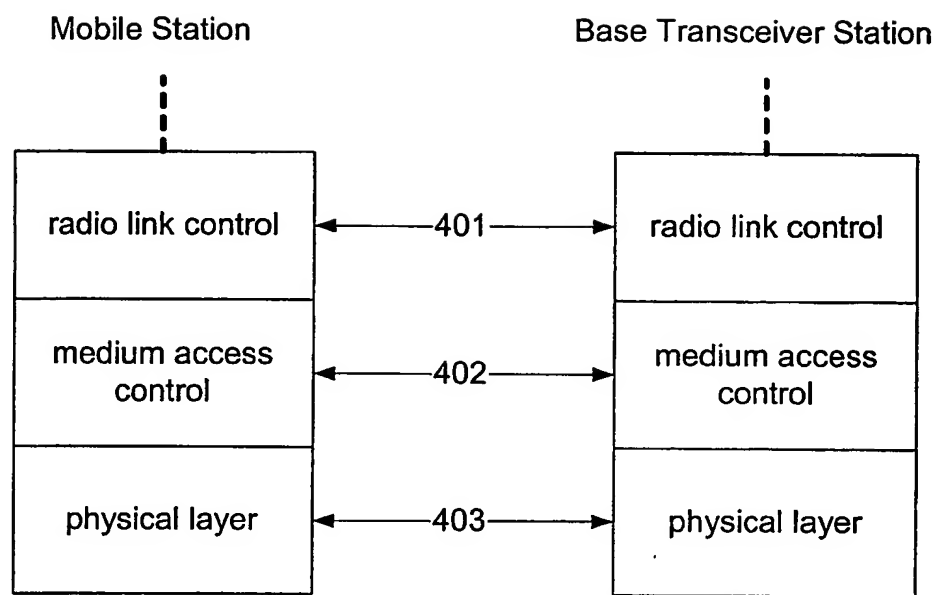 Mobile Station
Base Transceiver Station
radio link control
401
radio link control
medium access
control
402
medium access
control
physical layer
403
physical layer